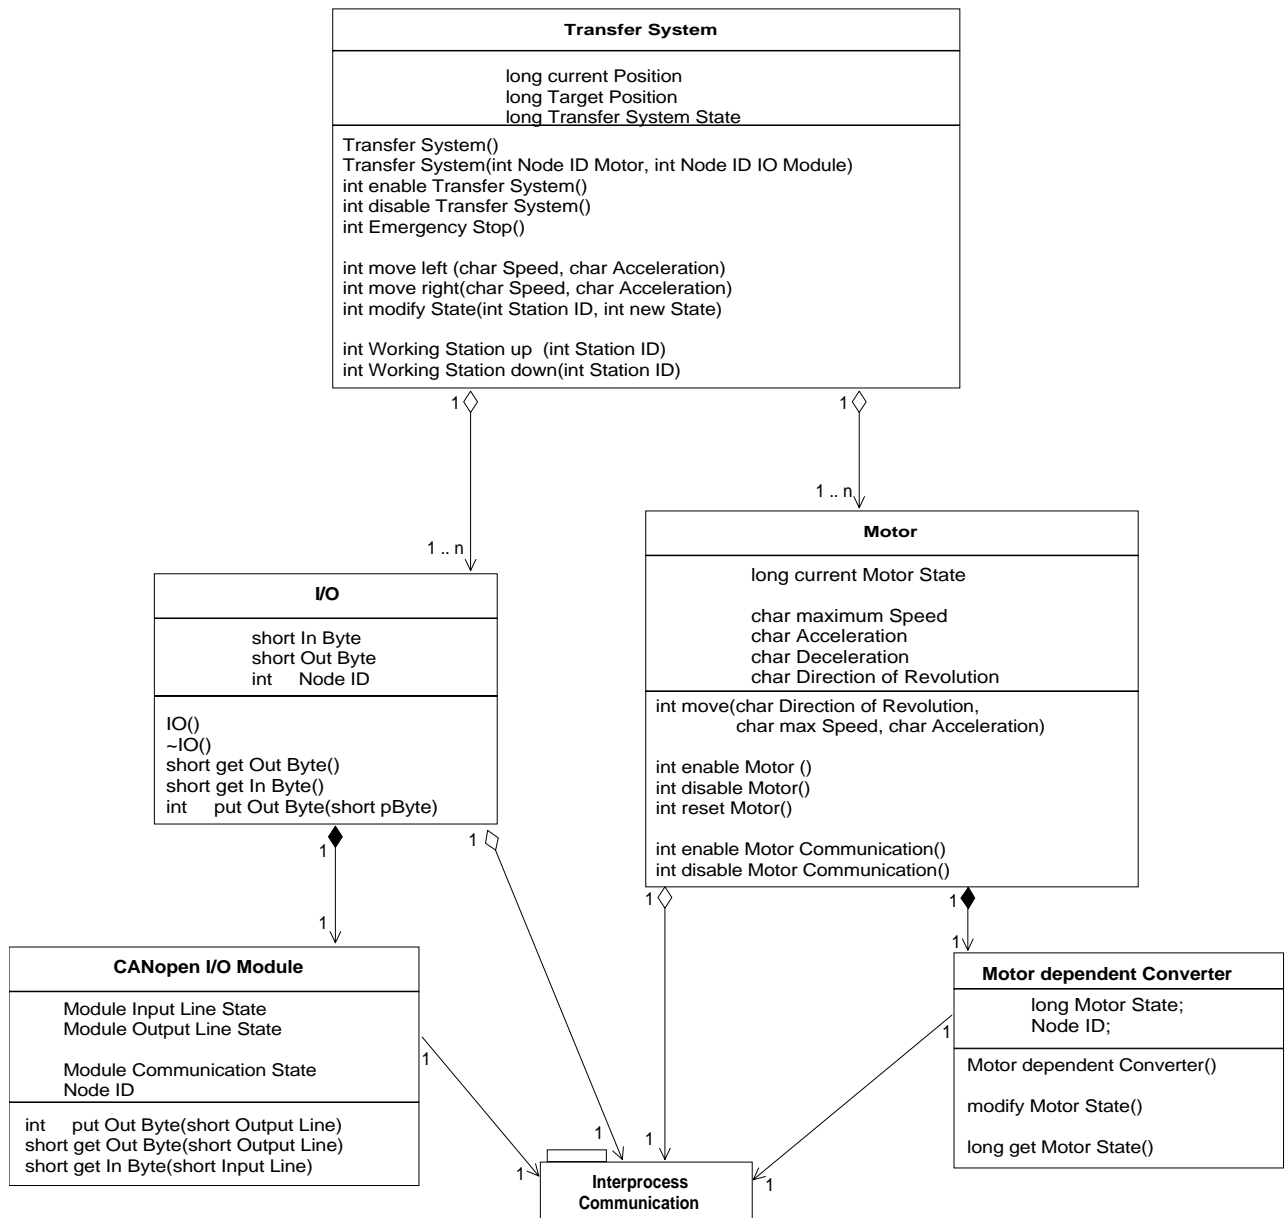 Transfer System
long current Position
long Target Position
long Transfer System State
Transfer System()
Transfer System(int Node ID Motor, int Node ID IO Module)
int enable Transfer System()
int disable Transfer System()
int Emergency Stop()
int move left (char Speed, char Acceleration)
int move right(char Speed, char Acceleration)
int modify State(int Station ID, int new State)
int Working Station up (int Station ID)
int Working Station down(int Station ID)
1
1
1 .. n
1 .. n
I/O
short In Byte
short Out Byte
int Node ID
IO()
~IO()
short get Out Byte()
short get In Byte()
int put Out Byte(short pByte)
Motor
long current Motor State
char maximum Speed
char Acceleration
char Deceleration
char Direction of Revolution
int move(char Direction of Revolution,
char max Speed, char Acceleration)
int enable Motor ()
int disable Motor()
int reset Motor()
int enable Motor Communication()
int disable Motor Communication()
1
1
1
1
1
1
CANopen I/O Module
Module Input Line State
Module Output Line State
Module Communication State
Node ID
int put Out Byte(short Output Line)
short get Out Byte(short Output Line)
short get In Byte(short Input Line)
Motor dependent Converter
long Motor State;
Node ID;
Motor dependent Converter()
modify Motor State()
long get Motor State()
1
1
1
1
1
1
Interprocess
Communication